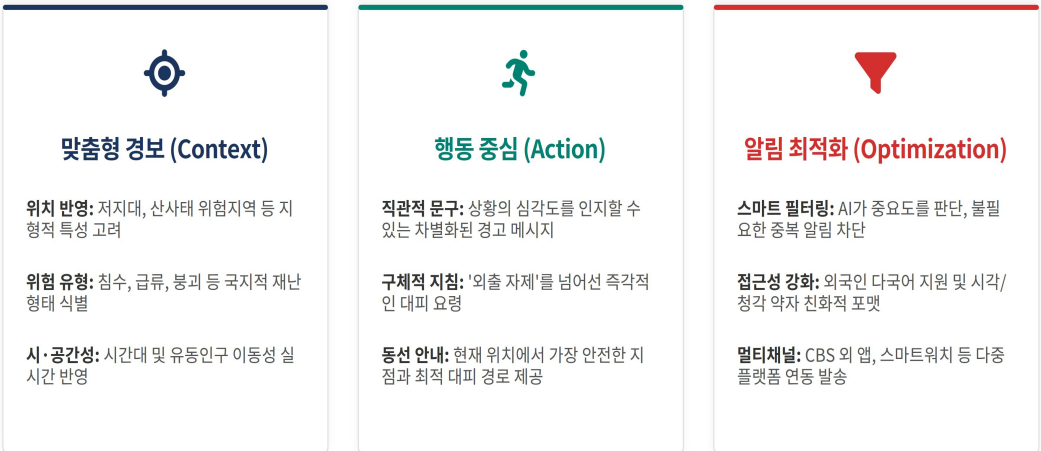 맞춤형 경보 (Context)
위치 반영: 저지대, 산사태 위험지역 등 지
형적 특성 고려
위험 유형: 침수, 급류, 붕괴 등 국지적 재난
형태 식별
시·공간성: 시간대 및 유동인구 이동성 실
시간 반영
행동 중심 (Action)
직관적 문구: 상황의 심각도를 인지할 수
있는 차별화된 경고 메시지
구체적 지침: '외출 자제'를 넘어선 즉각적
인 대피 요령
동선 안내: 현재 위치에서 가장 안전한 지
점과 최적 대피 경로 제공
알림 최적화 (Optimization)
스마트 필터링: AI가 중요도를 판단, 불필
요한 중복 알림 차단
접근성 강화: 외국인 다국어 지원 및 시각/
청각 약자 친화적 포맷
멀티채널: CBS 외 앱, 스마트워치 등 다중
플랫폼 연동 발송